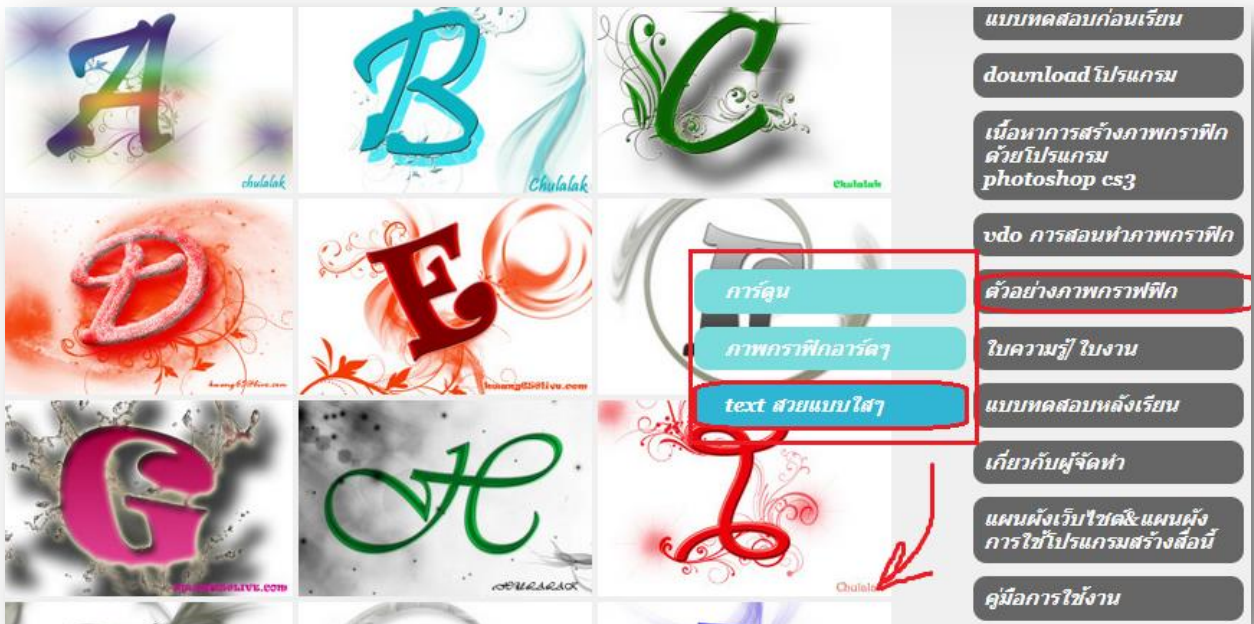 A
B
C
chulalak
Chulalak
Chulalak
D
E
F
kwang65@live.com
G
H
I
Chulalak
การ์ตูน
ภาพกราฟิกอาร์ตๆ
text สวยแบบใสๆ
แบบทดสอบก่อนเรียน
download โปรแกรม
เนื้อหาการสร้างภาพกราฟิก
ด้วยโปรแกรม
photoshop cs3
vdo การสอนทำภาพกราฟิก
ตัวอย่างภาพกราฟฟิก
ใบความรู้/ ใบงาน
แบบทดสอบหลังเรียน
เกี่ยวกับผู้จัดทำ
แผนผังเว็บไซต์&แผนผัง
การใช้โปรแกรมสร้างสื่อนี้
คู่มือการใช้งาน